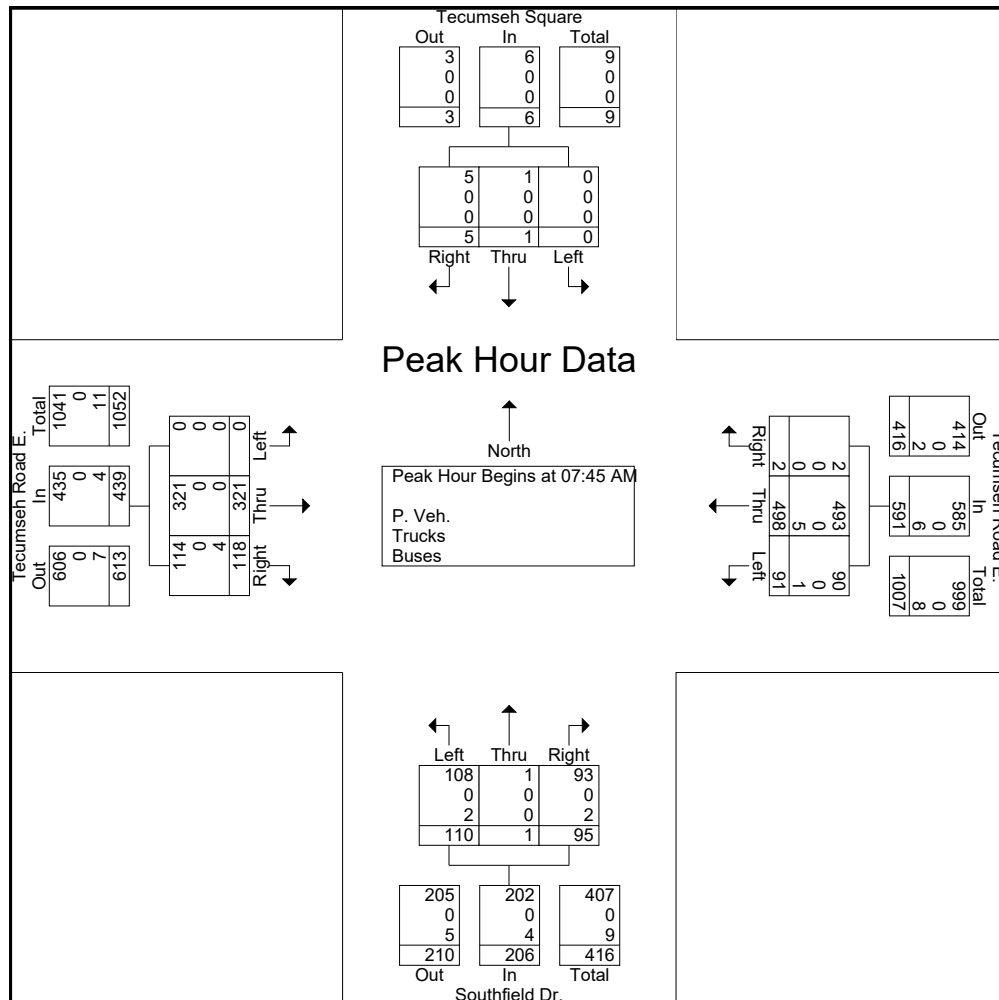 Tecumseh Square
Out In Total
3 6 9
0 0 0
0 0 0
3 6 9
5 1 0
0 0 0
0 0 0
5 1 0
Right Thru Left
Peak Hour Data
Tecumseh Road E.
Out In Total
606 435 1041
0 0 0
7 4 11
613 439 1052
Left Thru Right
0 321 114
0 0 0
0 0 4
0 321 118
North
Peak Hour Begins at 07:45 AM
P. Veh.
Trucks
Buses
Right Thru Left
2 493 90
0 0 0
0 5 1
2 498 91
Tecumseh Road E.
Out In Total
414 585 999
0 0 0
2 6 8
416 591 1007
Left Thru Right
108 1 93
0 0 0
2 0 2
110 1 95
205 202 407
0 0 0
5 4 9
210 206 416
Out In Total
Southfield Dr.